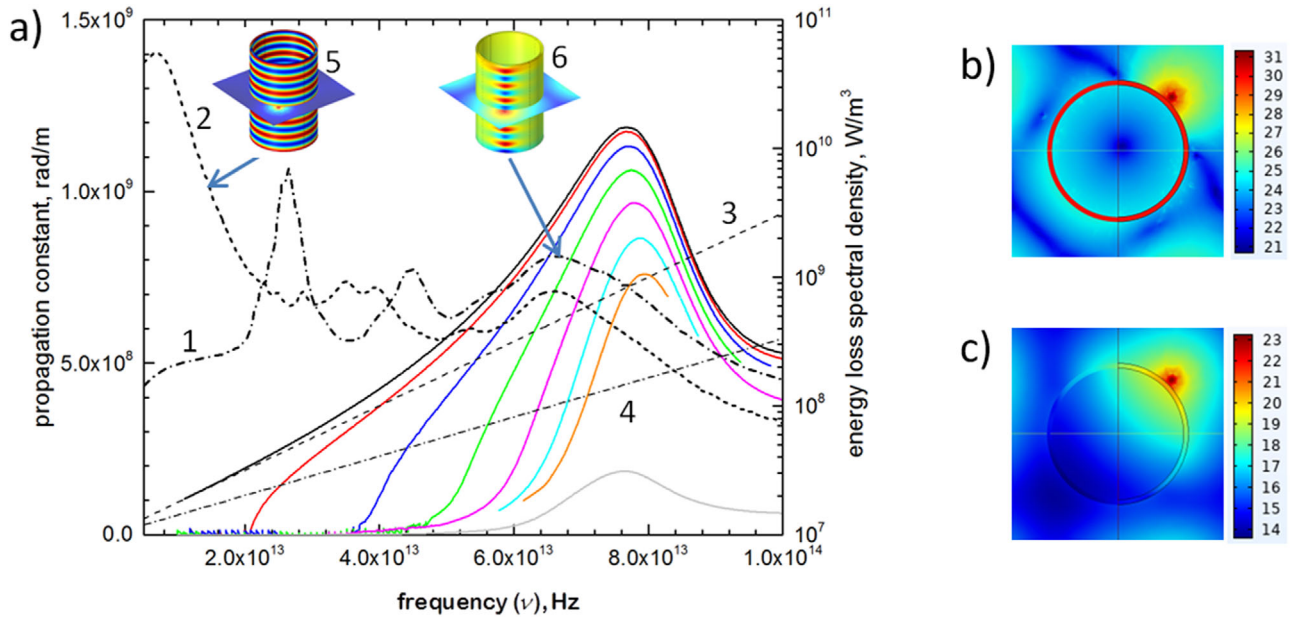 a)
1.5x10⁹
1.0x10⁹
5.0x10⁸
0.0
propagation constant, rad/m
2.0x10¹³
4.0x10¹³
6.0x10¹³
8.0x10¹³
1.0x10¹⁴
frequency (ν), Hz
10¹¹
10¹⁰
10⁹
10⁸
10⁷
energy loss spectral density, W/m³
1
2
3
4
5
6
b)
31
30
29
28
27
26
25
24
23
22
21
c)
23
22
21
20
19
18
17
16
15
14